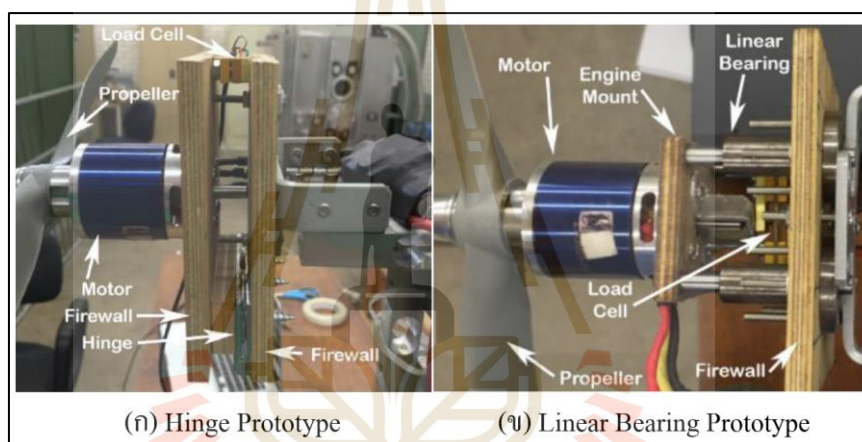 Load Cell
Propeller
Motor
Firewall
Hinge
Firewall
Motor
Engine
Mount
Linear
Bearing
Load
Cell
Propeller
Firewall
(ก) Hinge Prototype
(ข) Linear Bearing Prototype